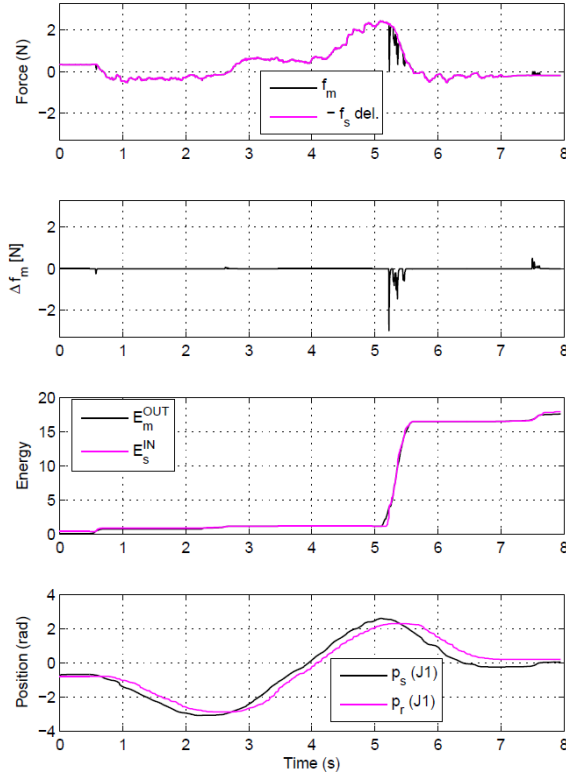 Force (N)
2
0
−2
f_m
− f_s del.
0 1 2 3 4 5 6 7 8
Δ f_m [N]
2
0
−2
0 1 2 3 4 5 6 7 8
Energy
20
15
10
5
0
E_m^OUT
E_s^IN
0 1 2 3 4 5 6 7 8
Position (rad)
4
2
0
−2
−4
p_s (J1)
p_r (J1)
0 1 2 3 4 5 6 7 8
Time (s)